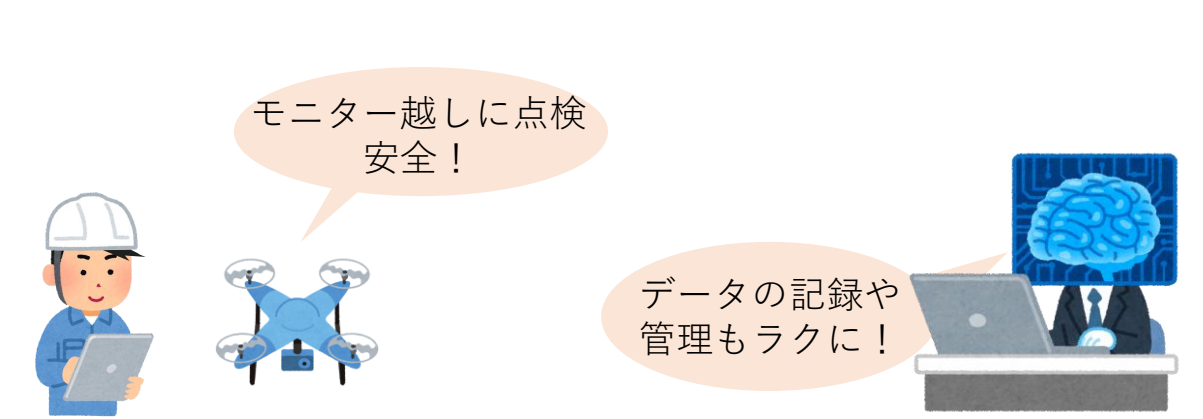 モニター越しに点検
安全！
データの記録や
管理もラクに！